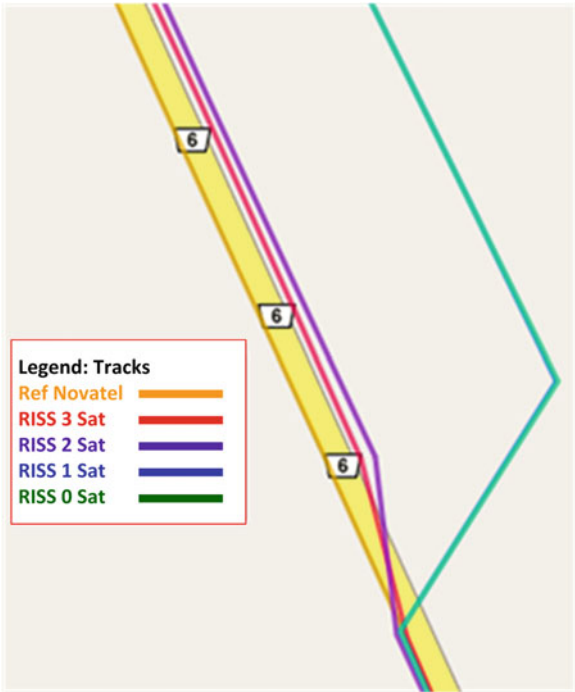 6
6
Legend: Tracks
Ref Novatel
RISS 3 Sat
RISS 2 Sat
6
RISS 1 Sat
RISS 0 Sat